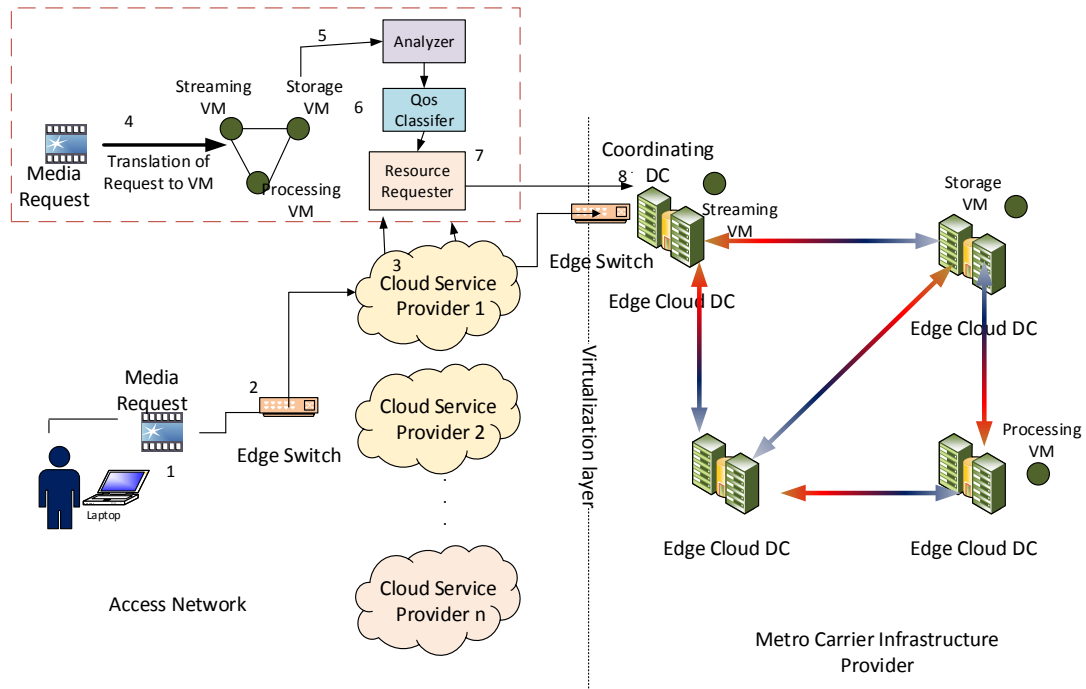 5
Analyzer
Streaming
VM
Storage
VM
6
Qos
Classifer
4
Media
Request
Translation of
Request to VM
Processing
VM
7
Resource
Requester
8
Coordinating
DC
Streaming
VM
Storage
VM
Edge Switch
Edge Cloud DC
Edge Cloud DC
3
Cloud Service
Provider 1
Virtualization layer
Media
Request
2
Edge Switch
1
Laptop
Cloud Service
Provider 2
.
.
.
Processing
VM
Edge Cloud DC
Edge Cloud DC
Cloud Service
Provider n
Access Network
Metro Carrier Infrastructure
Provider